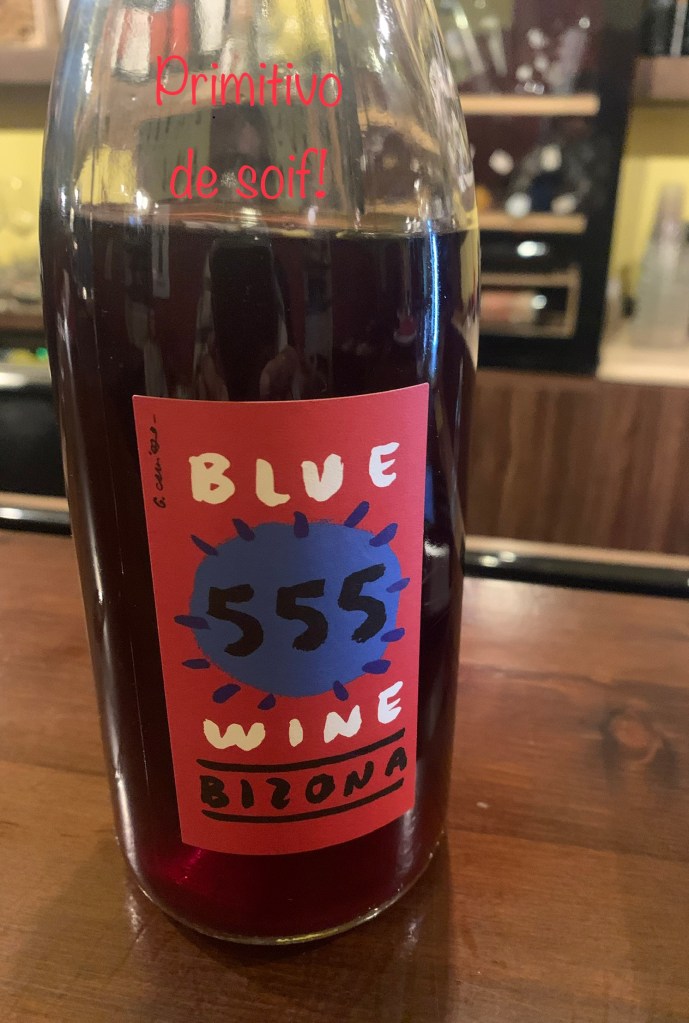 Primitivo
de soif!
BLUE
555
WINE
BIZONA